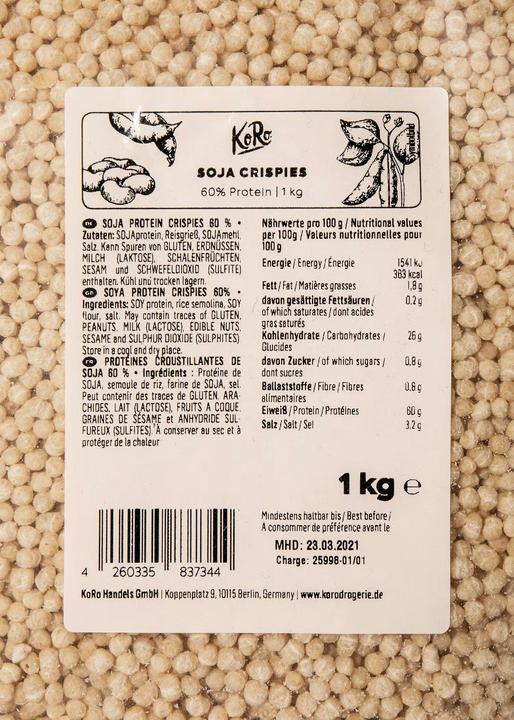 KoRo
Symbolbild
SOJA CRISPIES
60% Protein | 1 kg
DE SOJA PROTEIN CRISPIES 60 % •
Zutaten: SOJAprotein, Reisgrieß, SOJAmehl,
Salz. Kann Spuren von GLUTEN, ERDNÜSSEN,
MILCH (LAKTOSE), SCHALENFRÜCHTEN,
SESAM und SCHWEFELDIOXID (SULFITE)
enthalten. Kühl und trocken lagern.
GB SOYA PROTEIN CRISPIES 60% •
Ingredients: SOY protein, rice semolina, SOY
flour, salt. May contain traces of GLUTEN,
PEANUTS, MILK (LACTOSE), EDIBLE NUTS,
SESAME and SULPHUR DIOXIDE (SULPHITES)
Store in a cool and dry place.
FR PROTÉINES CROUSTILLANTES DE
SOJA 60 % • Ingrédients : Protéine de
SOJA, semoule de riz, farine de SOJA, sel.
Peut contenir des traces de GLUTEN, ARA-
CHIDES, LAIT (LACTOSE), FRUITS A COQUE,
GRAINES DE SÉSAME et ANHYDRIDE SUL-
FUREUX (SULFITES). À conserver au sec et à
protéger de la chaleur
Nährwerte pro 100 g / Nutritional values
per 100g / Valeurs nutritionnelles pour
100 g
Energie / Energy / Énergie 1541 kJ
363 kcal
Fett / Fat / Matières grasses 1,8 g
davon gesättigte Fettsäuren / 0.2 g
of which saturates / dont acides
gras saturés
Kohlenhydrate / Carbohydrates / 26 g
Glucides
davon Zucker / of which sugars / 0,8 g
dont sucres
Ballaststoffe / Fibre / Fibres 0,8 g
alimentaires
Eiweiß / Protein / Protéines 60 g
Salz / Salt / Sel 3,2 g
1 kg ℮
Mindestens haltbar bis / Best before /
A consommer de préférence avant le
MHD: 23.03.2021
Charge: 25998-01/01
4 260335 837344
KoRo Handels GmbH | Koppenplatz 9, 10115 Berlin, Germany | www.korodrogerie.de